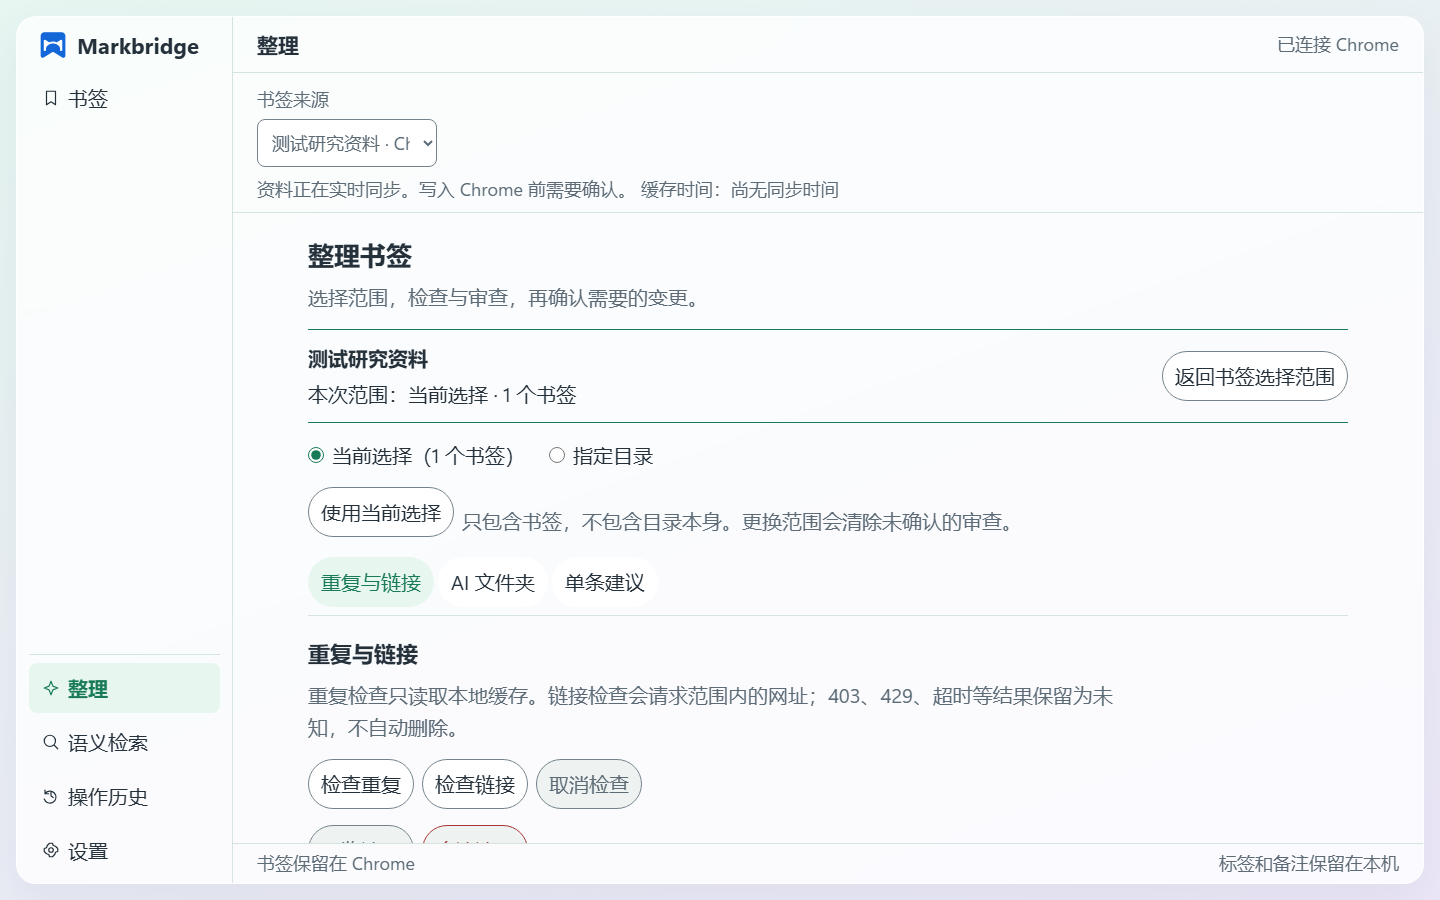 Markbridge
整理
已连接 Chrome
书签
书签来源
测试研究资料 · Ch
资料正在实时同步。写入 Chrome 前需要确认。 缓存时间：尚无同步时间
整理书签
选择范围，检查与审查，再确认需要的变更。
测试研究资料
本次范围：当前选择 · 1 个书签
返回书签选择范围
当前选择（1 个书签）
指定目录
使用当前选择
只包含书签，不包含目录本身。更换范围会清除未确认的审查。
重复与链接
AI 文件夹
单条建议
重复与链接
重复检查只读取本地缓存。链接检查会请求范围内的网址；403、429、超时等结果保留为未
知，不自动删除。
检查重复
检查链接
取消检查
整理
语义检索
操作历史
设置
书签保留在 Chrome
标签和备注保留在本机